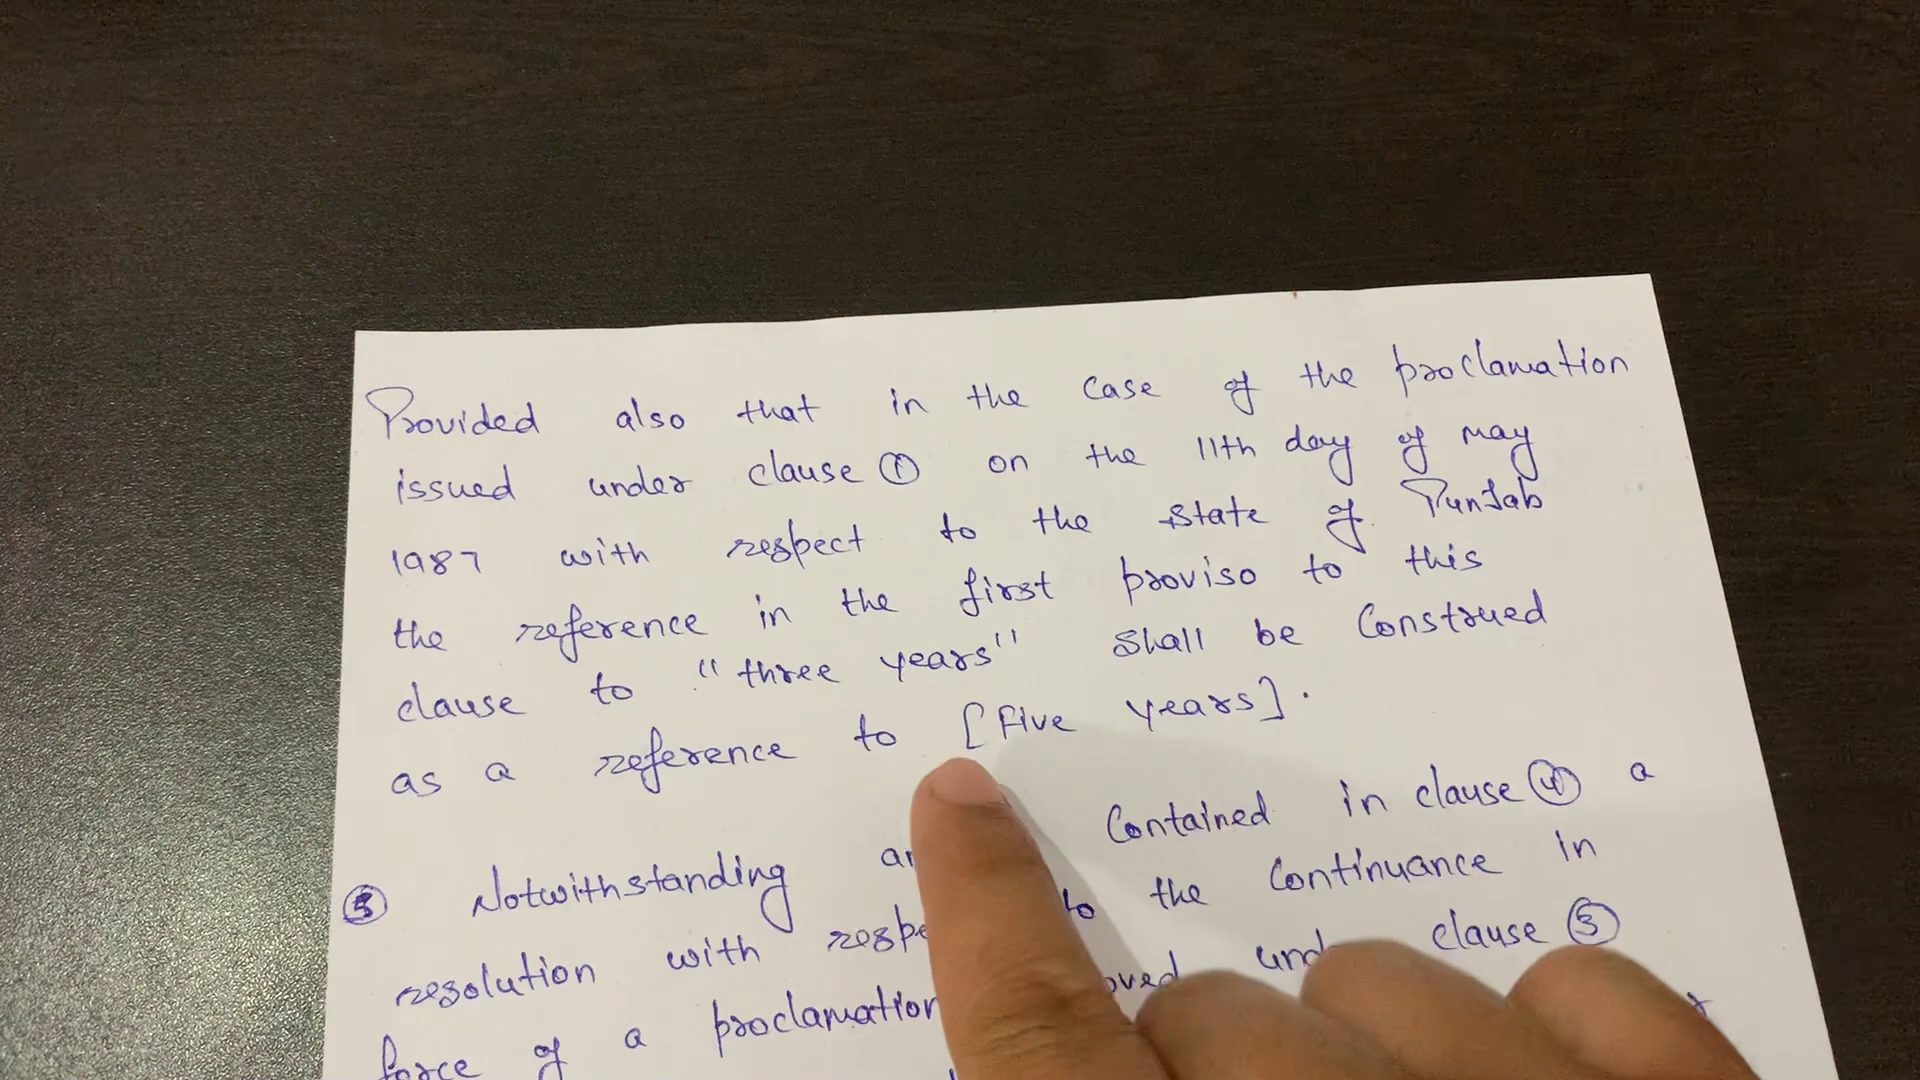 Provided also that in the case of the proclamation
issued under clause ① on the 11th day of may
1987 with respect to the state of Punjab
the reference in the first proviso to this
clause to "three years" shall be construed
as a reference to [five years].
⑤ Notwithstanding contained in clause ④ a
resolution with to the continuance in
force of a proclamation under clause ③